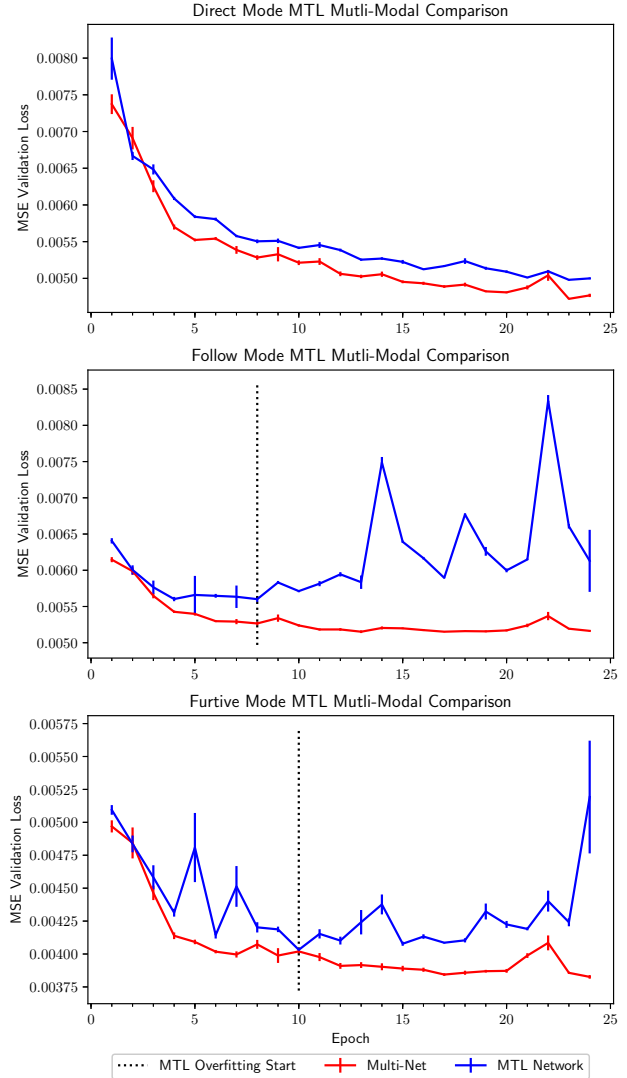 Direct Mode MTL Mutli-Modal Comparison
MSE Validation Loss
0.0080
0.0075
0.0070
0.0065
0.0060
0.0055
0.0050
0 5 10 15 20 25
Follow Mode MTL Mutli-Modal Comparison
MSE Validation Loss
0.0085
0.0080
0.0075
0.0070
0.0065
0.0060
0.0055
0.0050
0 5 10 15 20 25
Furtive Mode MTL Mutli-Modal Comparison
MSE Validation Loss
0.00575
0.00550
0.00525
0.00500
0.00475
0.00450
0.00425
0.00400
0.00375
0 5 10 15 20 25
Epoch
MTL Overfitting Start Multi-Net MTL Network